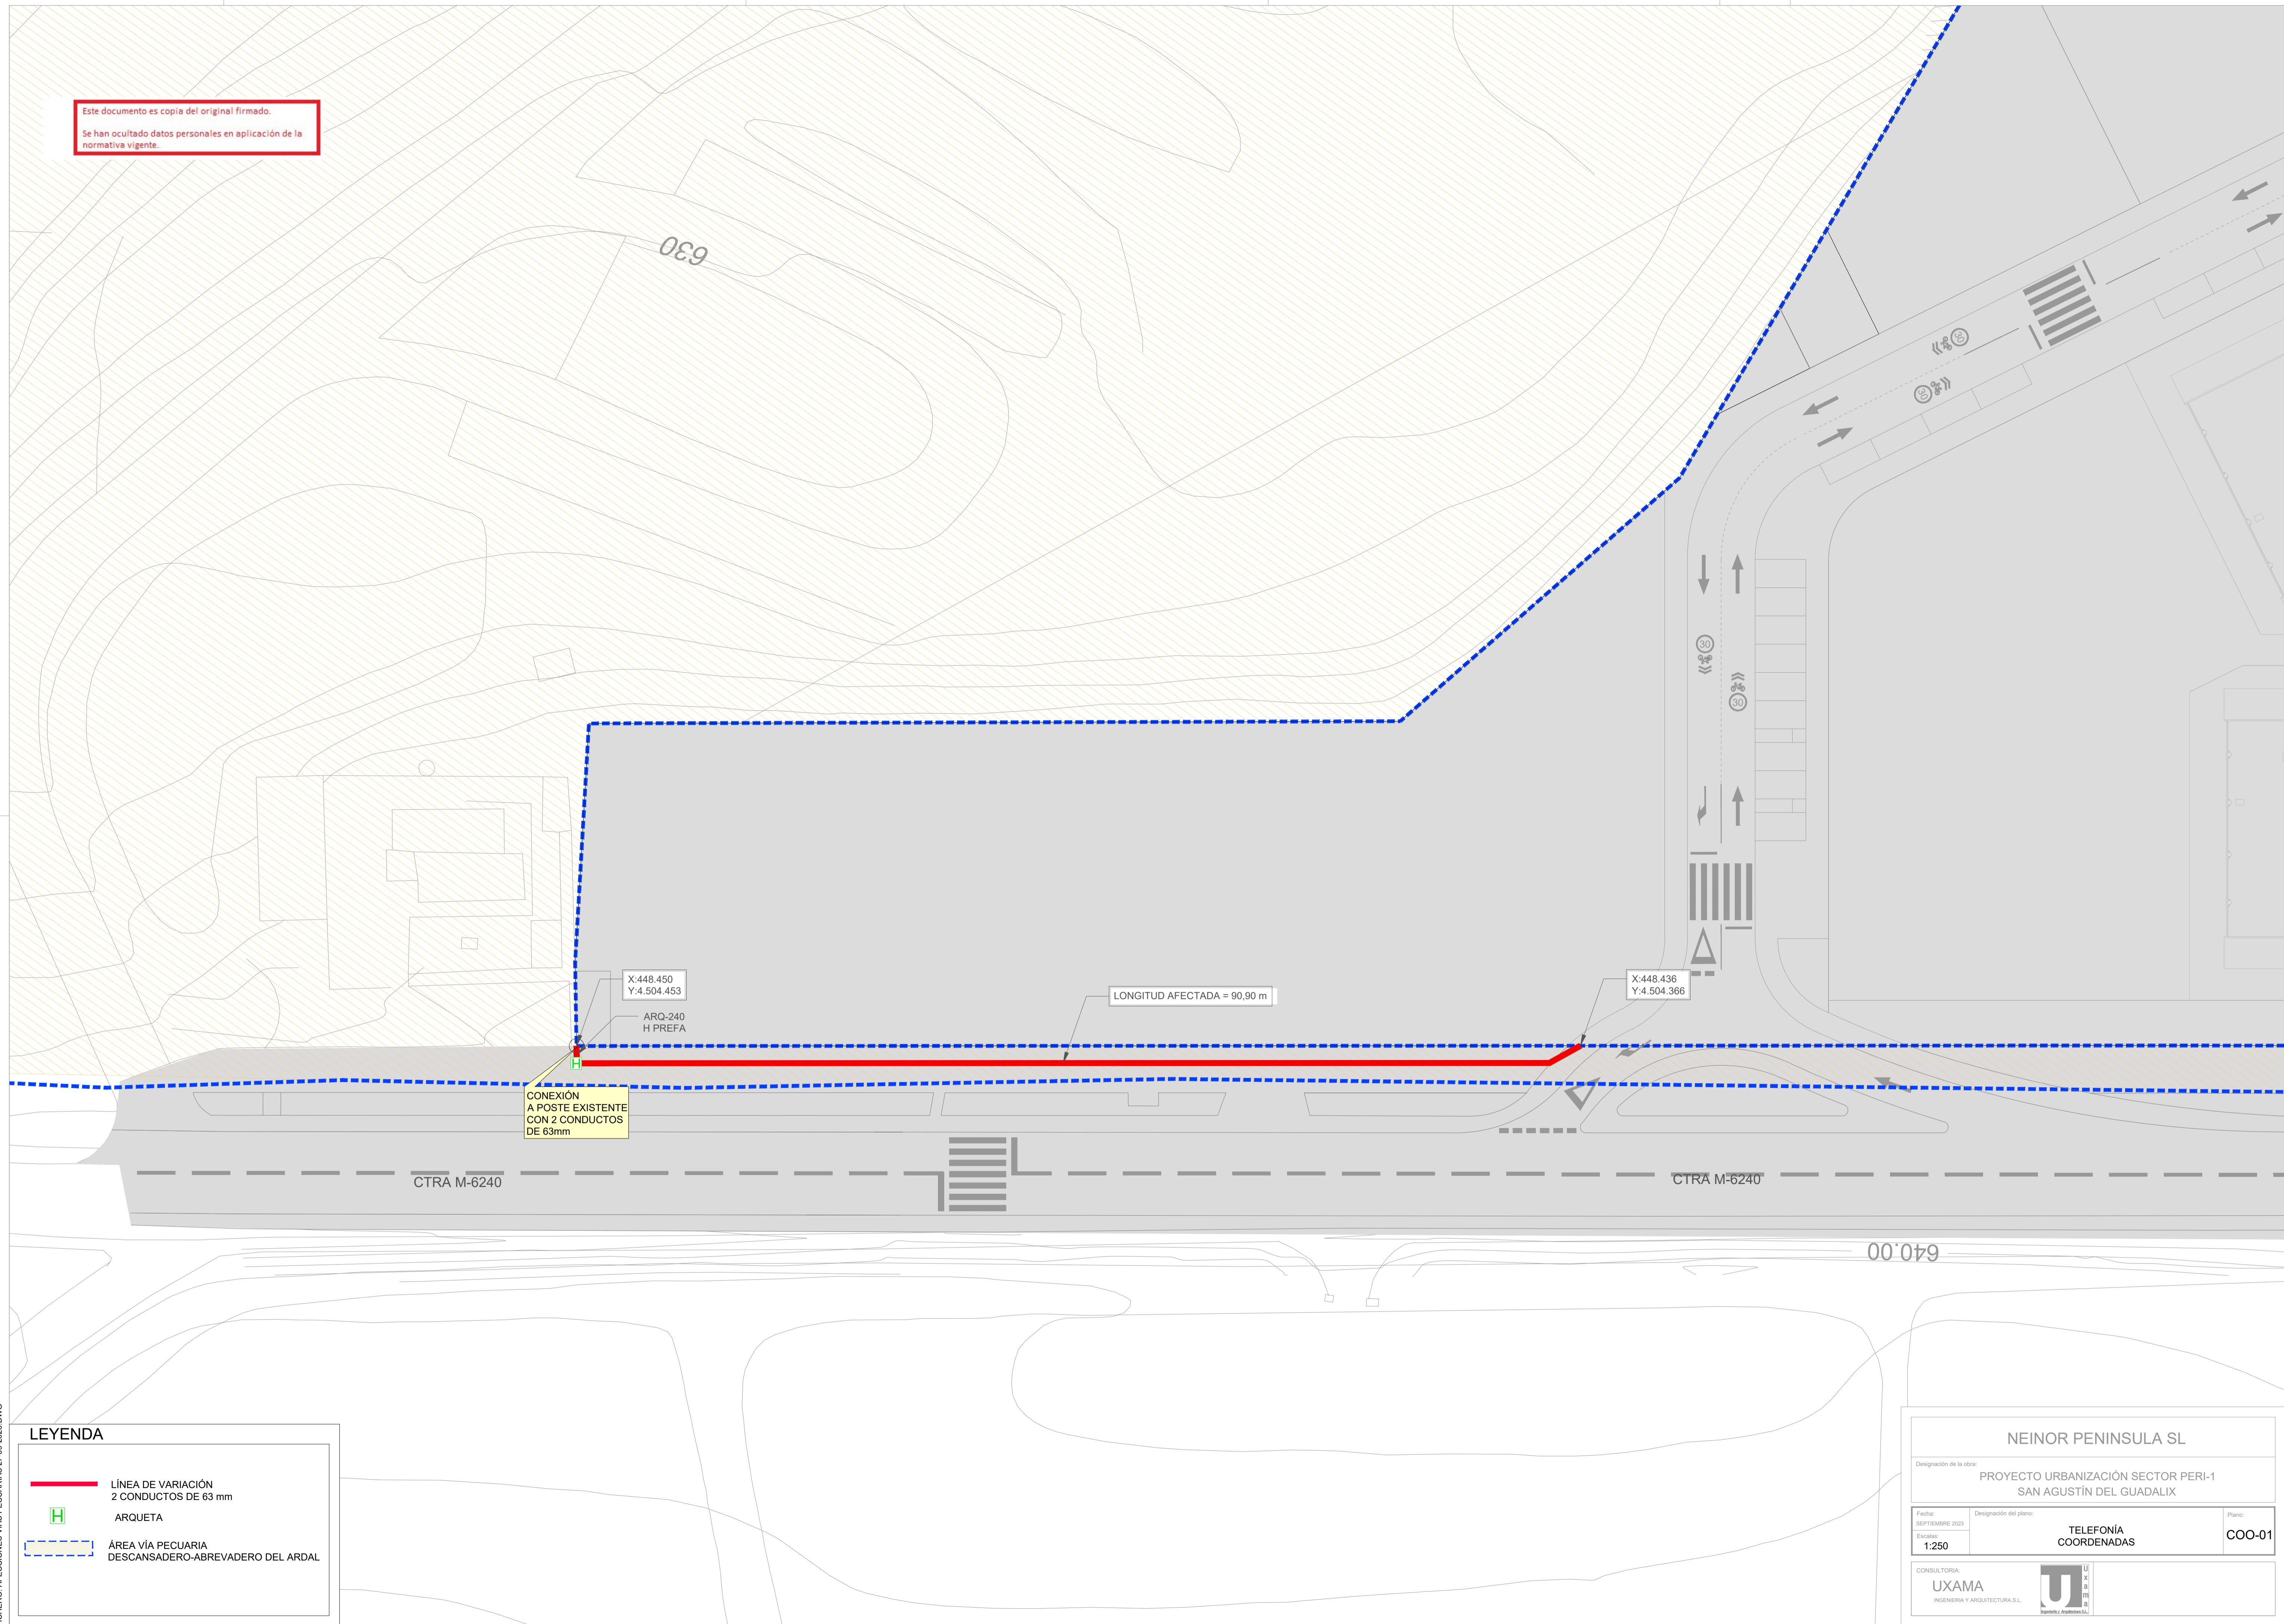 Este documento es copia del original firmado.
Se han ocultado datos personales en aplicación de la
normativa vigente.
630
30
30
30
30
X:448.450
Y:4.504.453
ARQ-240
H PREFA
LONGITUD AFECTADA = 90,90 m
X:448.436
Y:4.504.366
H
CONEXIÓN
A POSTE EXISTENTE
CON 2 CONDUCTOS
DE 63mm
CTRA M-6240
CTRA M-6240
640.00
LEYENDA
LÍNEA DE VARIACIÓN
2 CONDUCTOS DE 63 mm
H
ARQUETA
ÁREA VÍA PECUARIA
DESCANSADERO-ABREVADERO DEL ARDAL
NEINOR PENINSULA SL
Designación de la obra:
PROYECTO URBANIZACIÓN SECTOR PERI-1
SAN AGUSTÍN DEL GUADALIX
Fecha:
SEPTIEMBRE 2023
Escalas:
1:250
Designación del plano:
TELEFONÍA
COORDENADAS
Plano:
COO-01
CONSULTORIA:
UXAMA
INGENIERIA Y ARQUITECTURA S.L.
Uxama
Ingeniería y Arquitectura S.L.